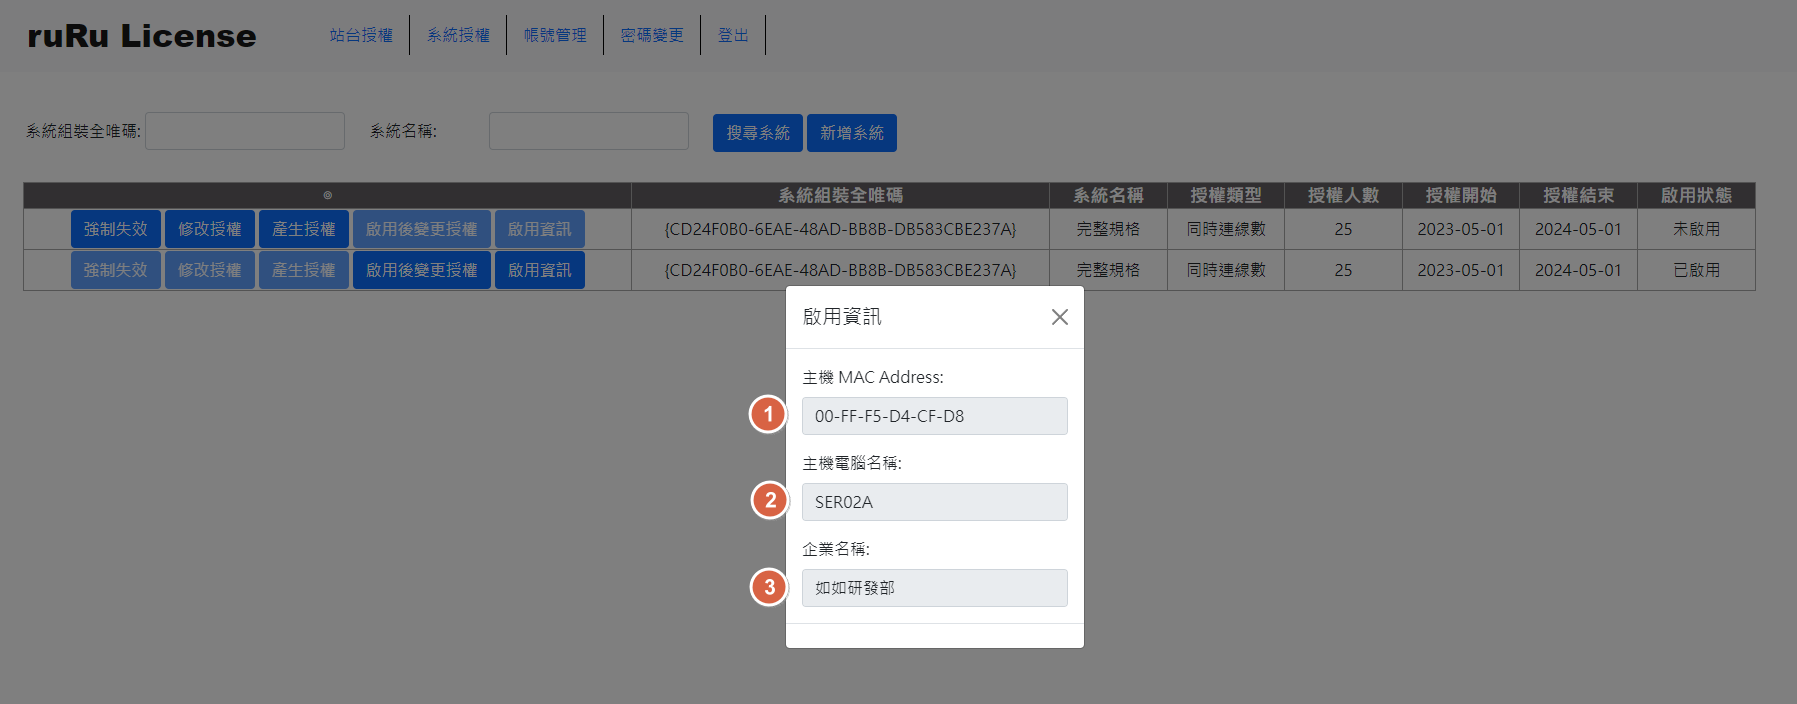 ruRu License 站台授權 系統授權 帳號管理 密碼變更 登出
系統組裝全唯碼: 系統名稱: 搜尋系統 新增系統
◎ 系統組裝全唯碼 系統名稱 授權類型 授權人數 授權開始 授權結束 啟用狀態
強制失效 修改授權 產生授權 啟用後變更授權 啟用資訊 {CD24F0B0-6EAE-48AD-BB8B-DB583CBE237A} 完整規格 同時連線數 25 2023-05-01 2024-05-01 未啟用
強制失效 修改授權 產生授權 啟用後變更授權 啟用資訊 {CD24F0B0-6EAE-48AD-BB8B-DB583CBE237A} 完整規格 同時連線數 25 2023-05-01 2024-05-01 已啟用
啟用資訊
主機 MAC Address:
1 00-FF-F5-D4-CF-D8
主機電腦名稱:
2 SER02A
企業名稱:
3 如如研發部